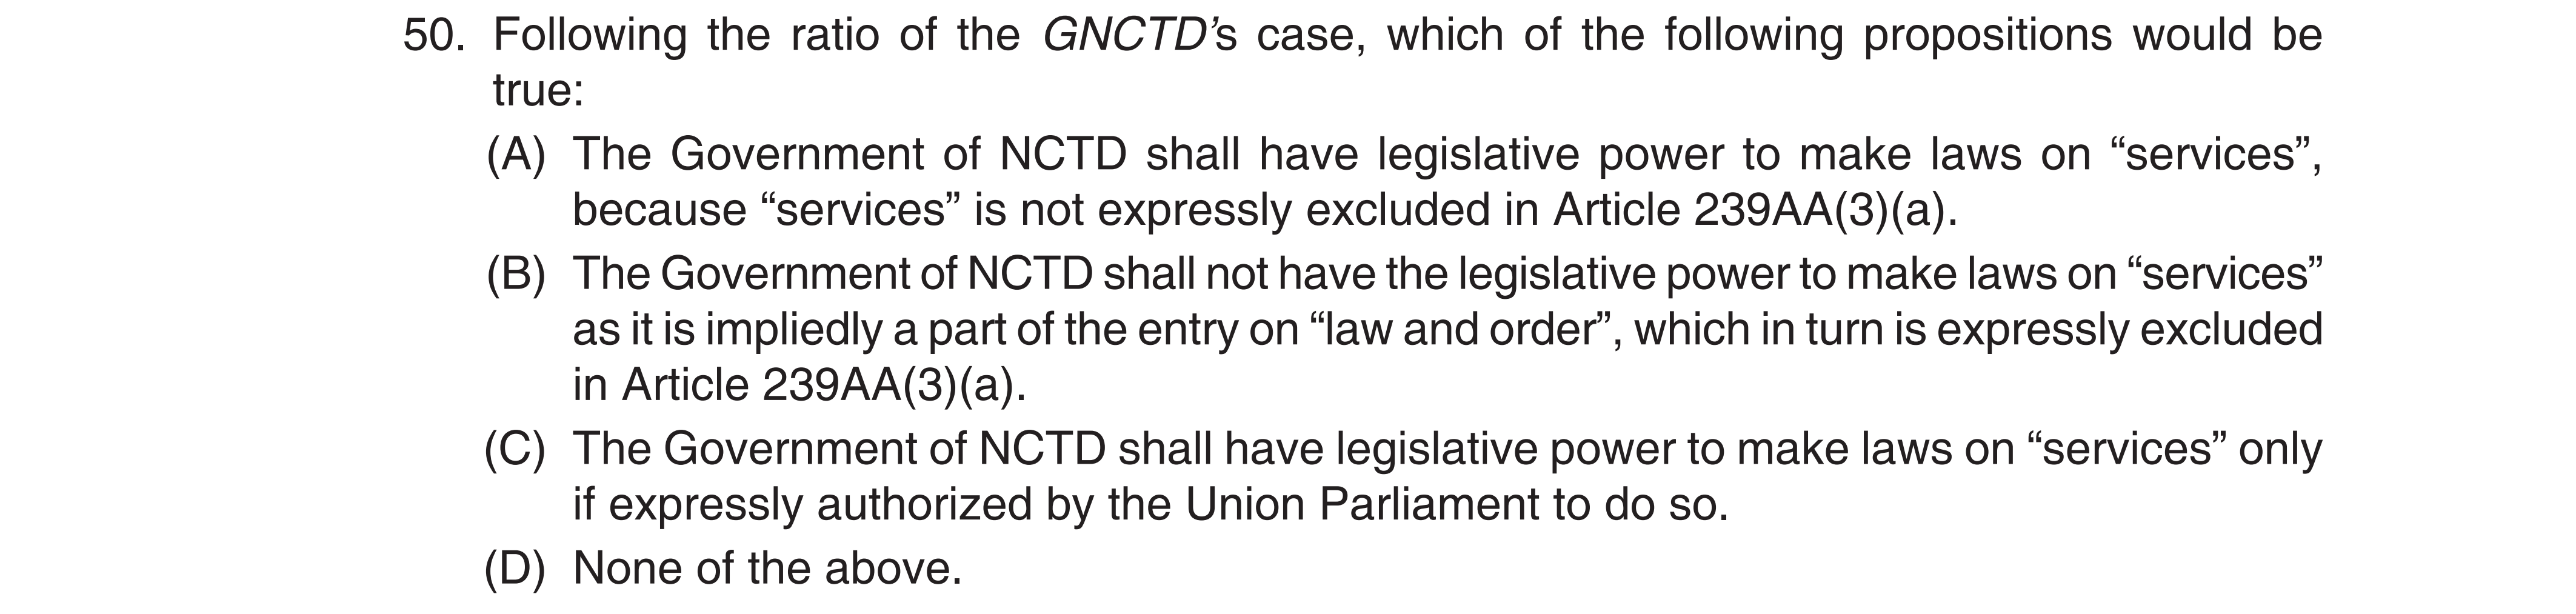 50. Following the ratio of the GNCTD’s case, which of the following propositions would be
true:
(A) The Government of NCTD shall have legislative power to make laws on “services”,
because “services” is not expressly excluded in Article 239AA(3)(a).
(B) The Government of NCTD shall not have the legislative power to make laws on “services”
as it is impliedly a part of the entry on “law and order”, which in turn is expressly excluded
in Article 239AA(3)(a).
(C) The Government of NCTD shall have legislative power to make laws on “services” only
if expressly authorized by the Union Parliament to do so.
(D) None of the above.